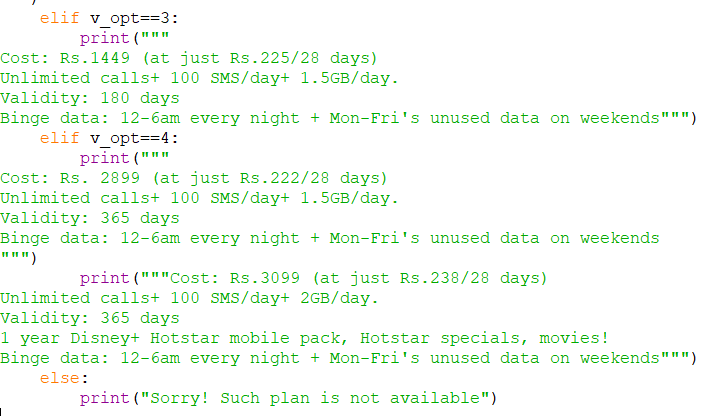 elif v_opt==3:
        print("""
Cost: Rs.1449 (at just Rs.225/28 days)
Unlimited calls+ 100 SMS/day+ 1.5GB/day.
Validity: 180 days
Binge data: 12-6am every night + Mon-Fri's unused data on weekends""")
    elif v_opt==4:
        print("""
Cost: Rs. 2899 (at just Rs.222/28 days)
Unlimited calls+ 100 SMS/day+ 1.5GB/day.
Validity: 365 days
Binge data: 12-6am every night + Mon-Fri's unused data on weekends
""")
        print("""Cost: Rs.3099 (at just Rs.238/28 days)
Unlimited calls+ 100 SMS/day+ 2GB/day.
Validity: 365 days
1 year Disney+ Hotstar mobile pack, Hotstar specials, movies!
Binge data: 12-6am every night + Mon-Fri's unused data on weekends""")
    else:
        print("Sorry! Such plan is not available")